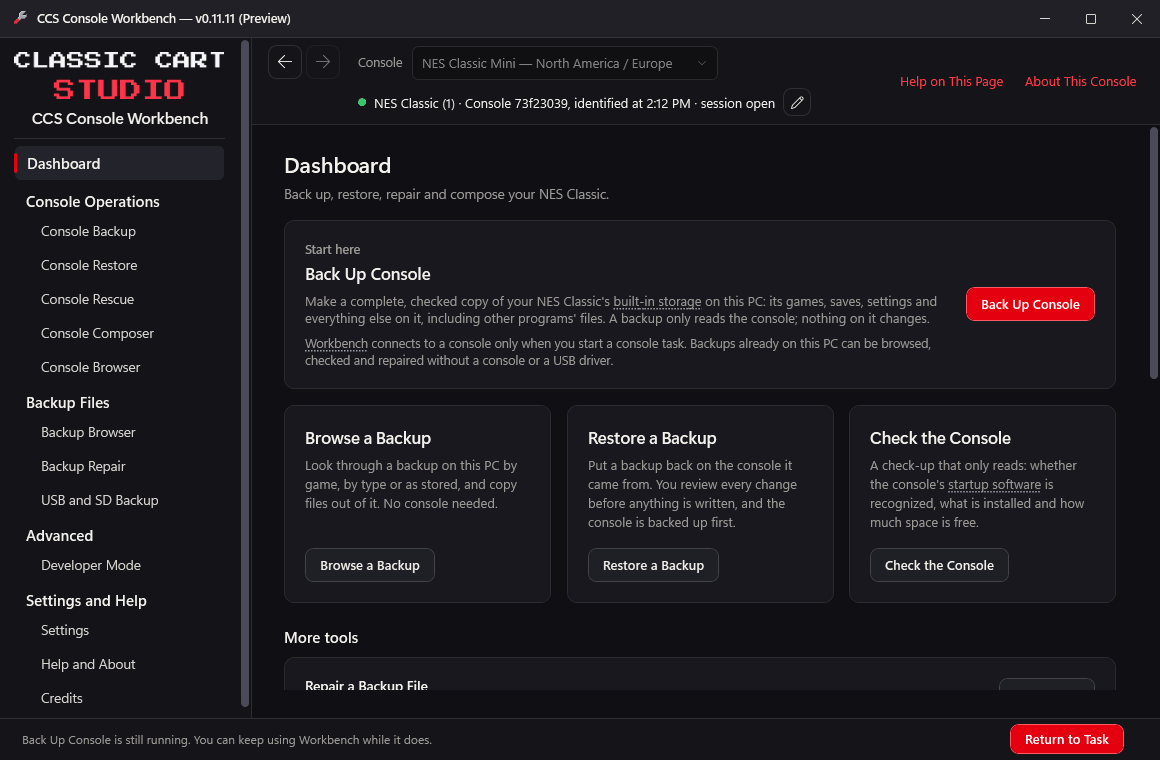 CCS Console Workbench — v0.11.11 (Preview)
CLASSIC CART
STUDIO
CCS Console Workbench
Dashboard
Console Operations
Console Backup
Console Restore
Console Rescue
Console Composer
Console Browser
Backup Files
Backup Browser
Backup Repair
USB and SD Backup
Advanced
Developer Mode
Settings and Help
Settings
Help and About
Credits
Console
NES Classic Mini — North America / Europe
NES Classic (1) · Console 73f23039, identified at 2:12 PM · session open
Help on This Page
About This Console
Dashboard
Back up, restore, repair and compose your NES Classic.
Start here
Back Up Console
Make a complete, checked copy of your NES Classic's built-in storage on this PC: its games, saves, settings and
everything else on it, including other programs' files. A backup only reads the console; nothing on it changes.
Workbench connects to a console only when you start a console task. Backups already on this PC can be browsed,
checked and repaired without a console or a USB driver.
Back Up Console
Browse a Backup
Look through a backup on this PC by
game, by type or as stored, and copy
files out of it. No console needed.
Browse a Backup
Restore a Backup
Put a backup back on the console it
came from. You review every change
before anything is written, and the
console is backed up first.
Restore a Backup
Check the Console
A check-up that only reads: whether
the console's startup software is
recognized, what is installed and how
much space is free.
Check the Console
More tools
Repair a Backup File
Back Up Console is still running. You can keep using Workbench while it does.
Return to Task